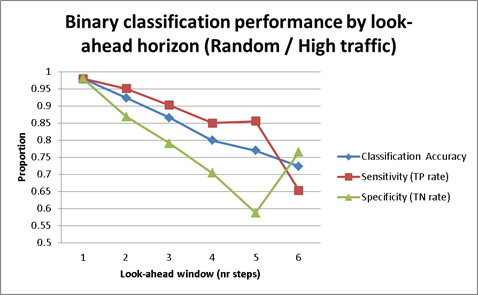 Binary classification performance by look-
ahead horizon (Random / High traffic)
1
0.95
0.9
0.85
0.8
0.75
0.7
0.65
0.6
0.55
0.5
Proportion
1 2 3 4 5 6
Look-ahead window (nr steps)
Classification Accuracy
Sensitivity (TP rate)
Specificity (TN rate)